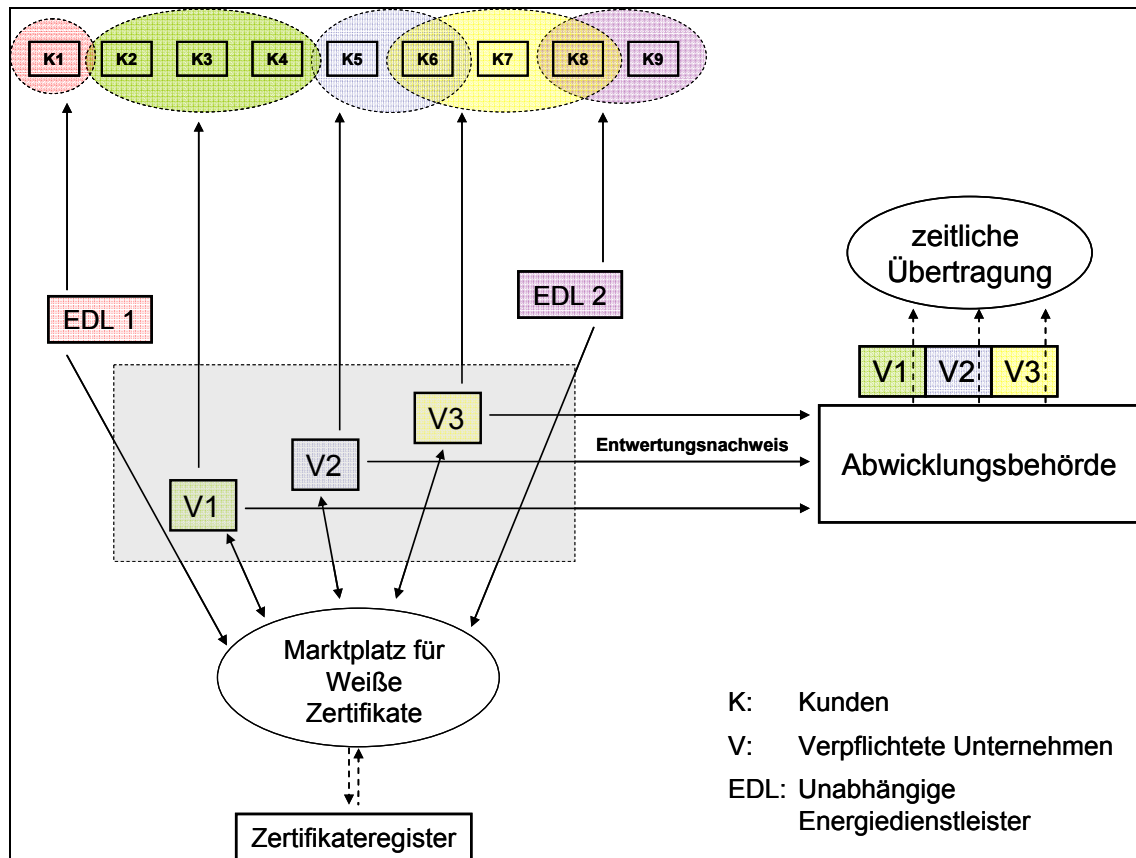 K1 K2 K3 K4 K5 K6 K7 K8 K9
zeitliche
Übertragung
EDL 1
EDL 2
V1 V2 V3
V3
Entwertungsnachweis
V2
Abwicklungsbehörde
V1
Marktplatz für
Weiße
Zertifikate
K: Kunden
V: Verpflichtete Unternehmen
EDL: Unabhängige
Energiedienstleister
Zertifikateregister